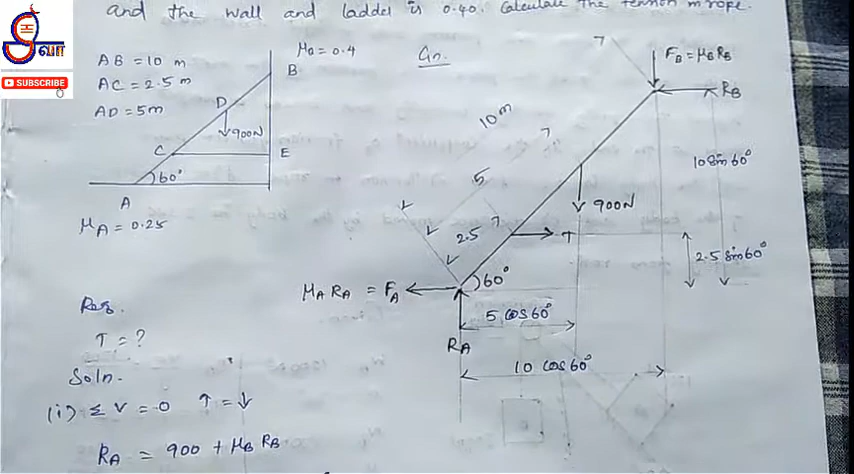 and the wall and ladder is 0.40. Calculate the tension in rope.
SUBSCRIBE
AB = 10 m
AC = 2.5 m
AD = 5m
μB = 0.4
B
D
900N
C
E
60°
A
μA = 0.25
Gn.
FB = μB RB
RB
10m
5
2.5
10 sin 60°
900N
T
2.5 sin 60°
60°
μA RA = FA
5 cos 60°
RA
10 cos 60°
Req.
T = ?
Soln.
(i) Σ V = 0 ↑ = ↓
RA = 900 + μB RB